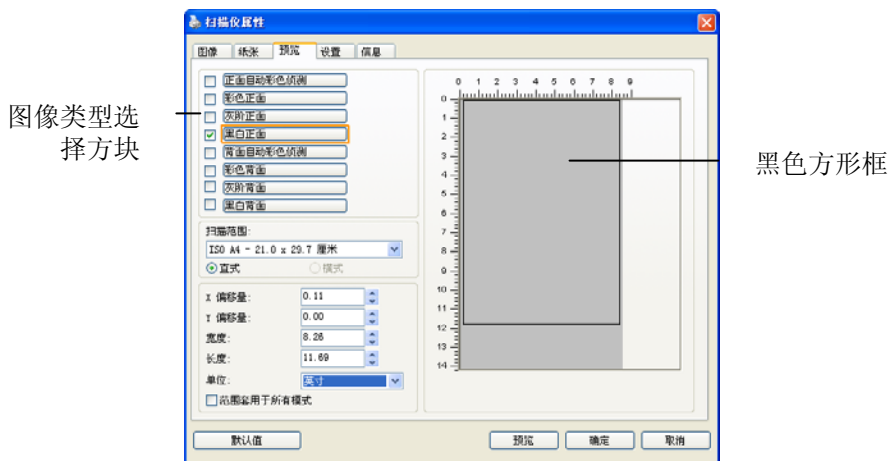 扫描仪属性
图像 纸张 预览 设置 信息
图像类型选
择方块
正面自动彩色侦测
彩色正面
灰阶正面
黑白正面
背面自动彩色侦测
彩色背面
灰阶背面
黑白背面
扫描范围:
ISO A4 - 21.0 x 29.7 厘米
直式 横式
X 偏移量: 0.11
Y 偏移量: 0.00
宽度: 8.26
长度: 11.69
单位: 英寸
范围套用于所有模式
0 1 2 3 4 5 6 7 8 9
0
1
2
3
4
5
6
7
8
9
10
11
12
13
14
黑色方形框
默认值 预览 确定 取消